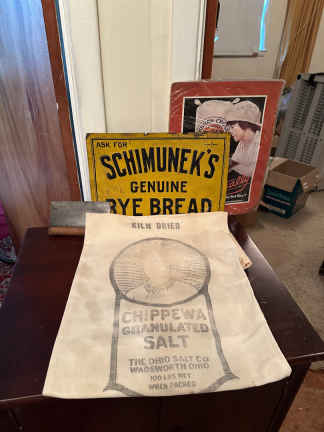 ASK FOR
SCHIMUNEK'S
GENUINE
RYE BREAD
KILN DRIED
CHIPPEWA
GRANULATED
SALT
THE OHIO SALT CO
WADSWORTH OHIO
100 LBS NET
WHEN PACKED